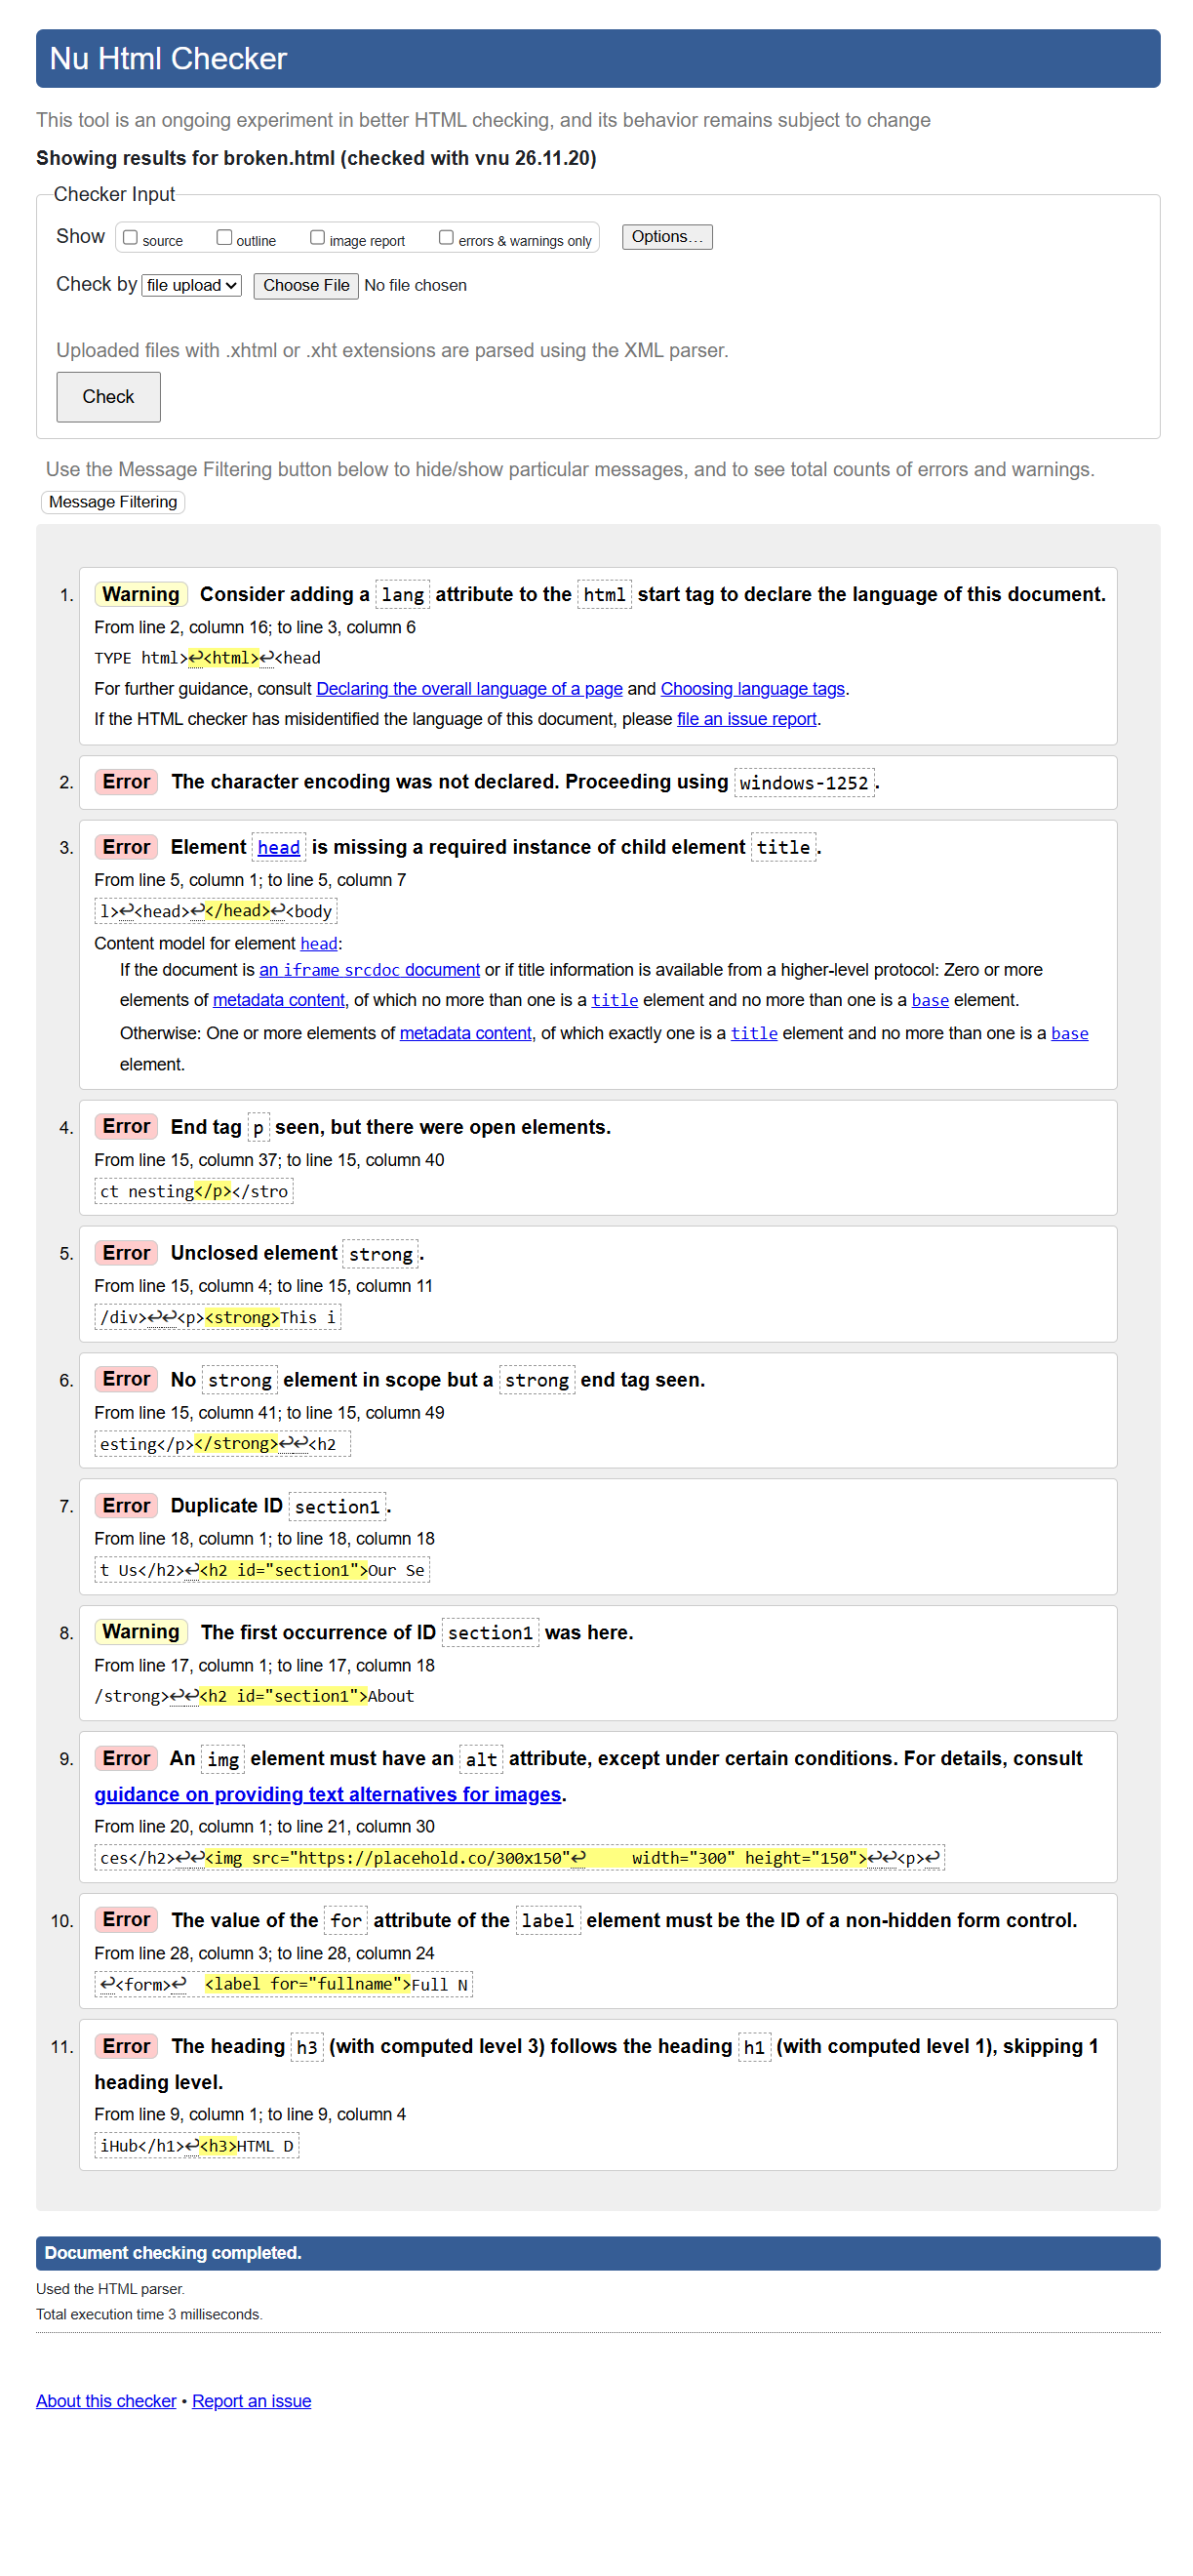 Nu Html Checker
This tool is an ongoing experiment in better HTML checking, and its behavior remains subject to change
Showing results for broken.html (checked with vnu 26.11.20)
Checker Input
Show source outline image report errors & warnings only Options…
Check by file upload Choose File No file chosen
Uploaded files with .xhtml or .xht extensions are parsed using the XML parser.
Check
Use the Message Filtering button below to hide/show particular messages, and to see total counts of errors and warnings.
Message Filtering
1. Warning Consider adding a lang attribute to the html start tag to declare the language of this document.
From line 2, column 16; to line 3, column 6
TYPE html>↩<html>↩<head
For further guidance, consult Declaring the overall language of a page and Choosing language tags.
If the HTML checker has misidentified the language of this document, please file an issue report.
2. Error The character encoding was not declared. Proceeding using windows-1252.
3. Error Element head is missing a required instance of child element title.
From line 5, column 1; to line 5, column 7
l>↩<head>↩</head>↩<body
Content model for element head:
If the document is an iframe srcdoc document or if title information is available from a higher-level protocol: Zero or more
elements of metadata content, of which no more than one is a title element and no more than one is a base element.
Otherwise: One or more elements of metadata content, of which exactly one is a title element and no more than one is a base
element.
4. Error End tag p seen, but there were open elements.
From line 15, column 37; to line 15, column 40
ct nesting</p></stro
5. Error Unclosed element strong.
From line 15, column 4; to line 15, column 11
/div>↩↩<p><strong>This i
6. Error No strong element in scope but a strong end tag seen.
From line 15, column 41; to line 15, column 49
esting</p></strong>↩↩<h2
7. Error Duplicate ID section1.
From line 18, column 1; to line 18, column 18
t Us</h2>↩<h2 id="section1">Our Se
8. Warning The first occurrence of ID section1 was here.
From line 17, column 1; to line 17, column 18
/strong>↩↩<h2 id="section1">About
9. Error An img element must have an alt attribute, except under certain conditions. For details, consult
guidance on providing text alternatives for images.
From line 20, column 1; to line 21, column 30
ces</h2>↩↩<img src="https://placehold.co/300x150"↩     width="300" height="150">↩↩<p>↩
10. Error The value of the for attribute of the label element must be the ID of a non-hidden form control.
From line 28, column 3; to line 28, column 24
↩<form>↩  <label for="fullname">Full N
11. Error The heading h3 (with computed level 3) follows the heading h1 (with computed level 1), skipping 1
heading level.
From line 9, column 1; to line 9, column 4
iHub</h1>↩<h3>HTML D
Document checking completed.
Used the HTML parser.
Total execution time 3 milliseconds.
About this checker • Report an issue